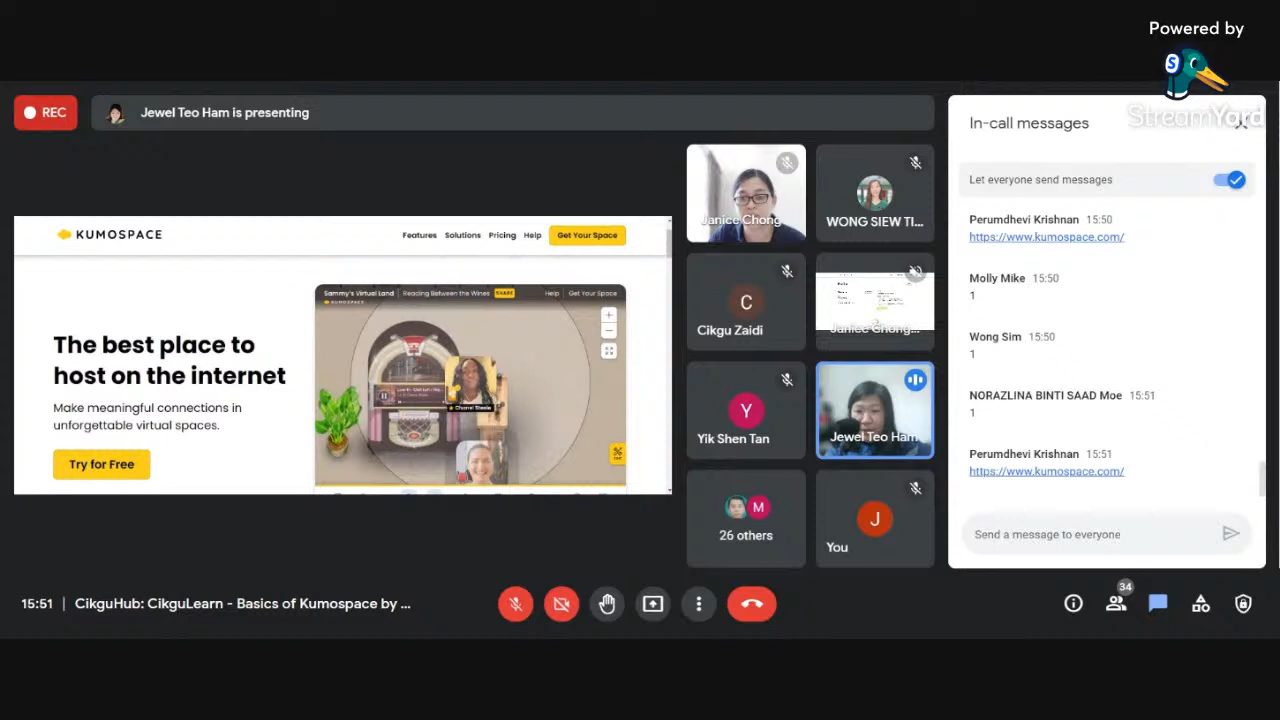 Powered by
StreamYard
REC
Jewel Teo Ham is presenting
KUMOSPACE
Features
Solutions
Pricing
Help
Get Your Space
The best place to
host on the internet
Make meaningful connections in
unforgettable virtual spaces.
Try for Free
Sammy's Virtual Land
Reading Between the Wines
SHARE
Help
Get Your Space
KUMOSPACE
Janice Chong
WONG SIEW TI...
C
Cikgu Zaidi
Janice Chong...
Y
Yik Shen Tan
Jewel Teo Ham
M
26 others
J
You
In-call messages
Let everyone send messages
Perumdhevi Krishnan 15:50
https://www.kumospace.com/
Molly Mike 15:50
1
Wong Sim 15:50
1
NORAZLINA BINTI SAAD Moe 15:51
1
Perumdhevi Krishnan 15:51
https://www.kumospace.com/
Send a message to everyone
15:51 | CikguHub: CikguLearn - Basics of Kumospace by ...
34